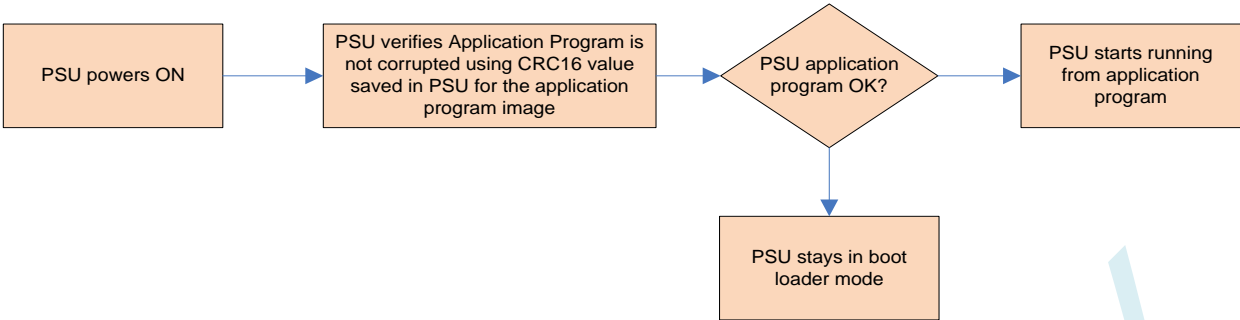 PSU powers ON
PSU verifies Application Program is
not corrupted using CRC16 value
saved in PSU for the application
program image
PSU application
program OK?
PSU starts running
from application
program
PSU stays in boot
loader mode